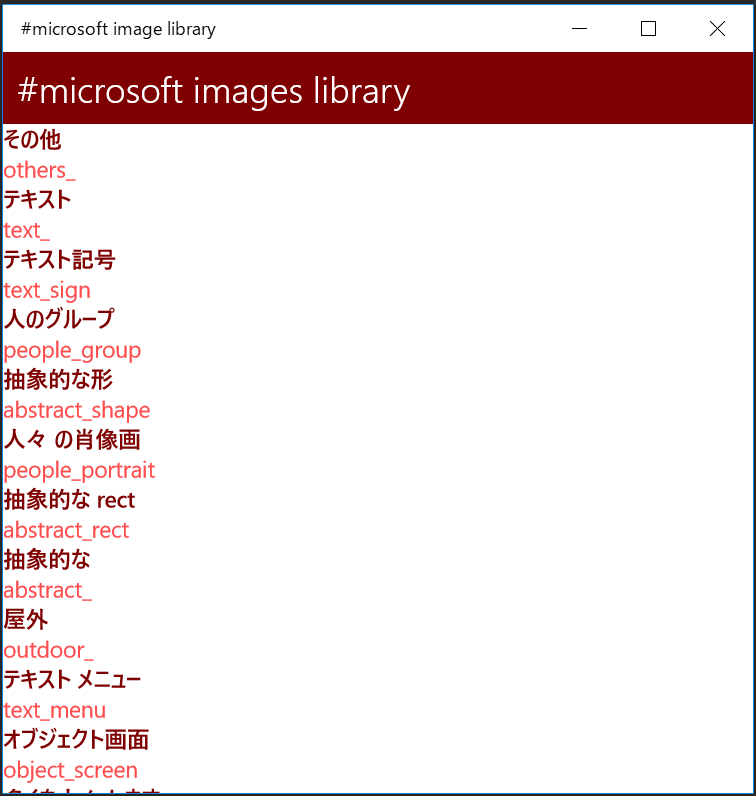 #microsoft image library
#microsoft images library
その他
others_
テキスト
text_
テキスト記号
text_sign
人のグループ
people_group
抽象的な形
abstract_shape
人々 の肖像画
people_portrait
抽象的な rect
abstract_rect
抽象的な
abstract_
屋外
outdoor_
テキスト メニュー
text_menu
オブジェクト画面
object_screen